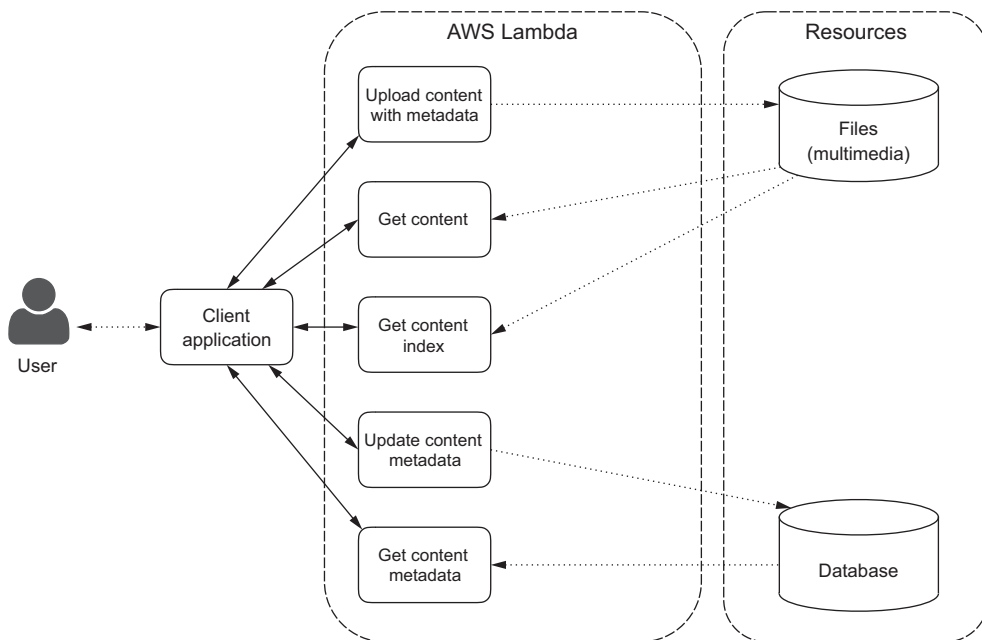 AWS Lambda
Resources
Upload content
with metadata
Files
(multimedia)
Get content
Client
application
Get content
index
User
Update content
metadata
Get content
metadata
Database